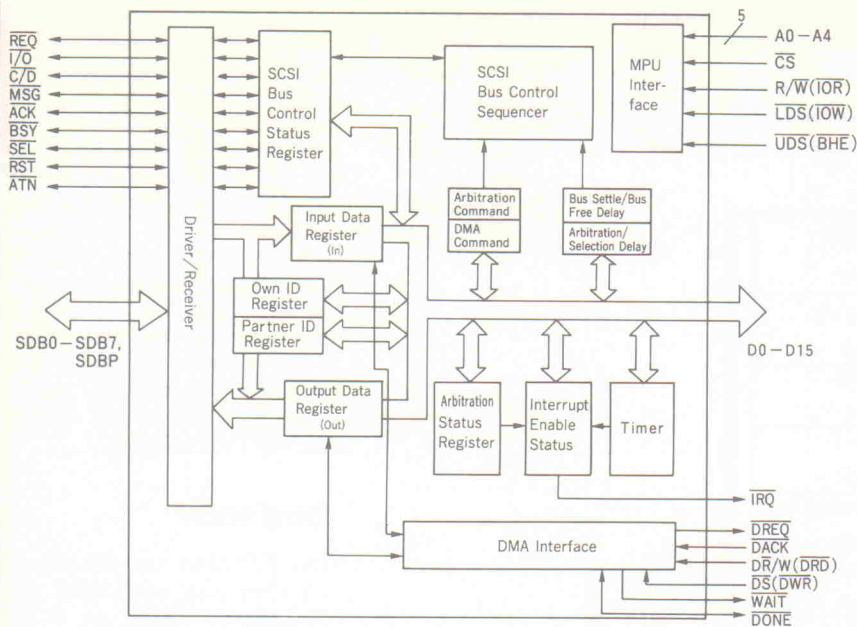 REQ
I/O
C/D
MSG
ACK
BSY
SEL
RST
ATN
SDB0-SDB7,
SDBP
Driver/Receiver
SCSI
Bus
Control
Status
Register
SCSI
Bus Control
Sequencer
MPU
Inter-
face
5
A0-A4
CS
R/W(IOR)
LDS(IOW)
UDS(BHE)
Input Data
Register
(In)
Own ID
Register
Partner ID
Register
Output Data
Register
(Out)
Arbitration
Command
DMA
Command
Bus Settle/Bus
Free Delay
Arbitration/
Selection Delay
D0-D15
Arbitration
Status
Register
Interrupt
Enable
Status
Timer
DMA Interface
IRQ
DREQ
DACK
DR/W(DRD)
DS(DWR)
WAIT
DONE